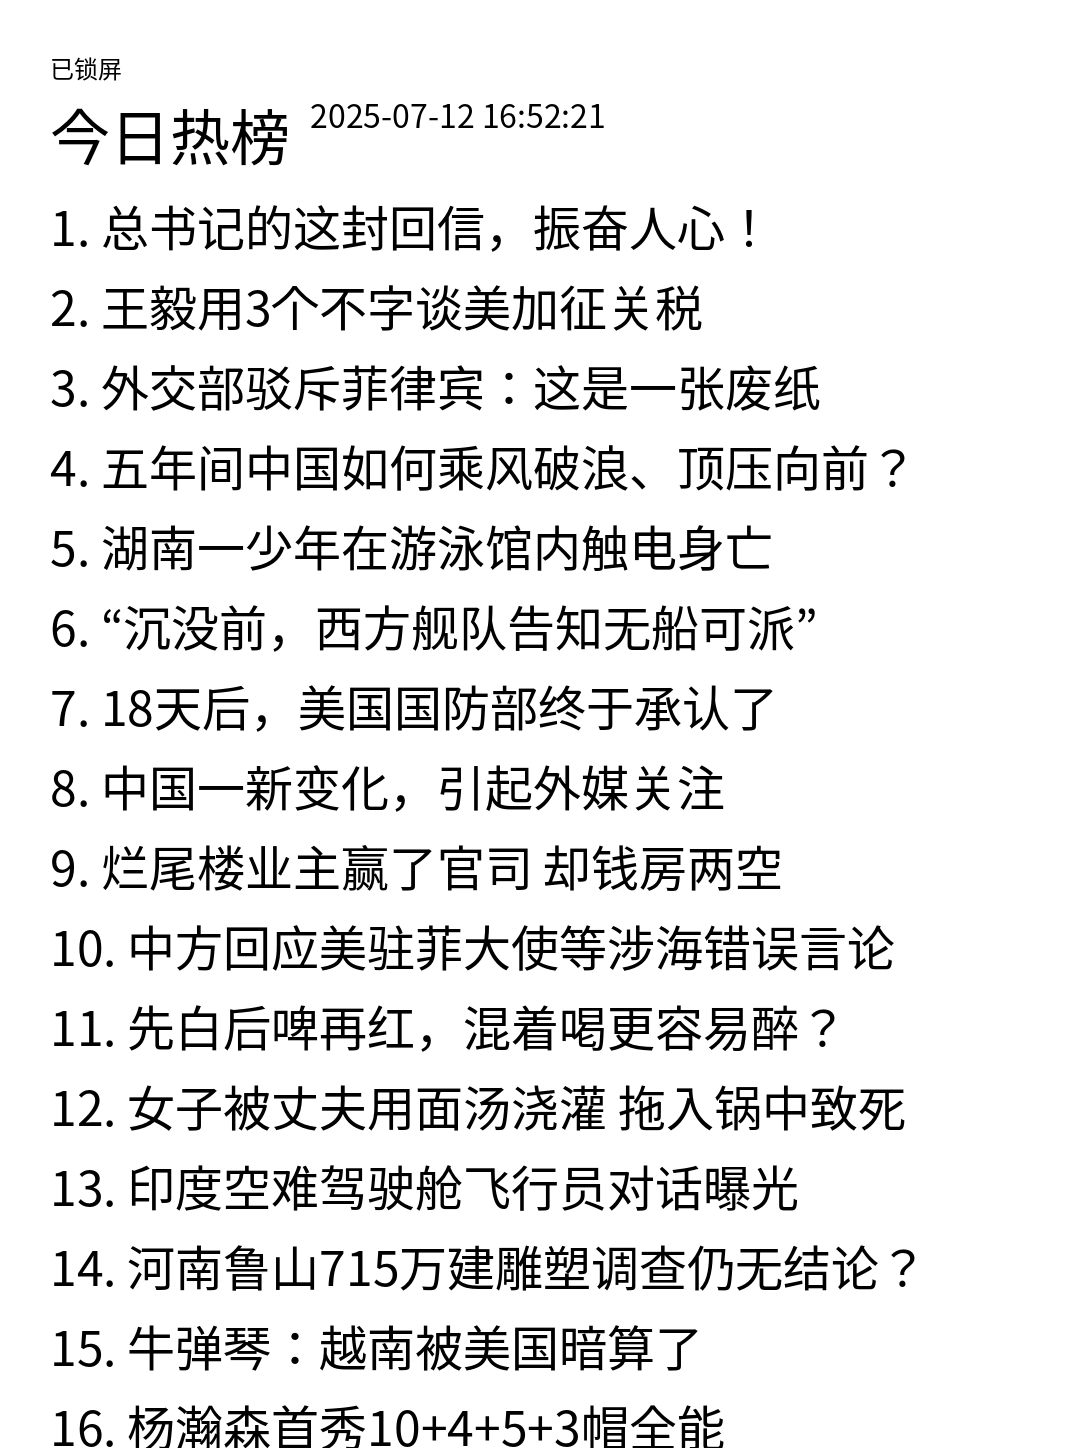 已锁屏
今日热榜 2025-07-12 16:52:21
1. 总书记的这封回信，振奋人心！
2. 王毅用3个不字谈美加征关税
3. 外交部驳斥菲律宾：这是一张废纸
4. 五年间中国如何乘风破浪、顶压向前？
5. 湖南一少年在游泳馆内触电身亡
6. “沉没前，西方舰队告知无船可派”
7. 18天后，美国国防部终于承认了
8. 中国一新变化，引起外媒关注
9. 烂尾楼业主赢了官司 却钱房两空
10. 中方回应美驻菲大使等涉海错误言论
11. 先白后啤再红，混着喝更容易醉？
12. 女子被丈夫用面汤浇灌 拖入锅中致死
13. 印度空难驾驶舱飞行员对话曝光
14. 河南鲁山715万建雕塑调查仍无结论？
15. 牛弹琴：越南被美国暗算了
16. 杨瀚森首秀10+4+5+3帽全能